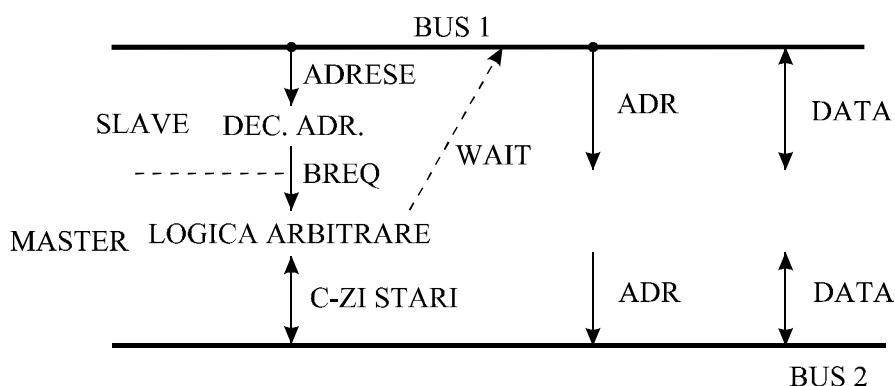 BUS 1
ADRESE
ADR
DATA
SLAVE DEC. ADR.
WAIT
BREQ
MASTER LOGICA ARBITRARE
C-ZI STARI
ADR
DATA
BUS 2